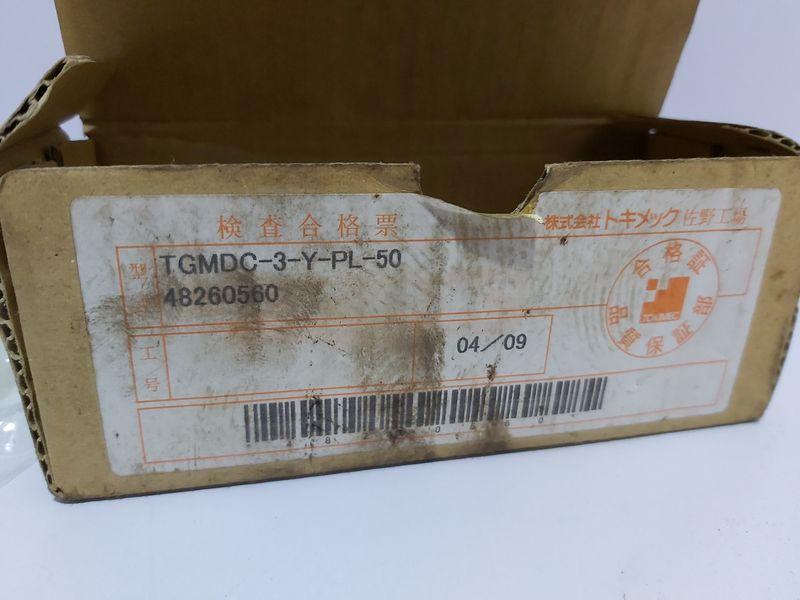 検査合格票
株式会社トキメック 佐野工場
型
TGMDC-3-Y-PL-50
48260560
合格証
TOKIMEC
品質保証部
工号
04/09